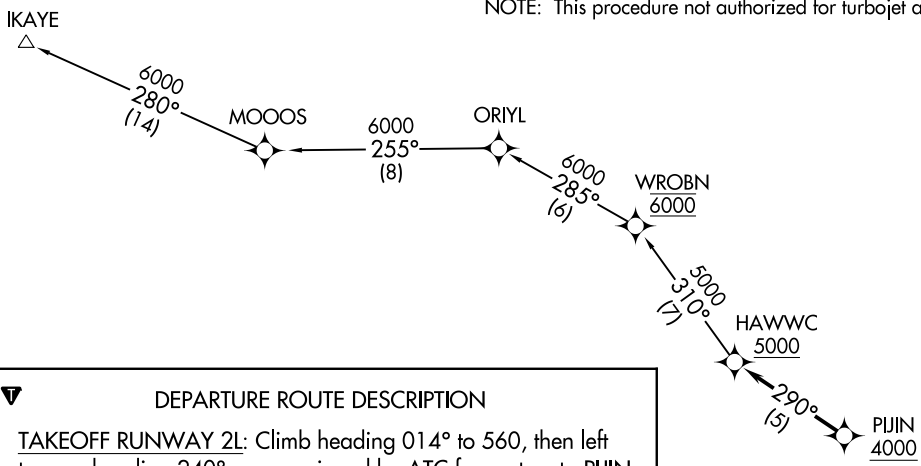 IKAYE
NOTE: This procedure not authorized for turbojet a
6000
280°
(14)
MOOOS
6000
255°
(8)
ORIYL
6000
285°
(6)
WROBN
6000
5000
310°
(7)
HAWWC
5000
290°
(5)
PIJIN
4000
T
DEPARTURE ROUTE DESCRIPTION
TAKEOFF RUNWAY 2L: Climb heading 014° to 560, then left